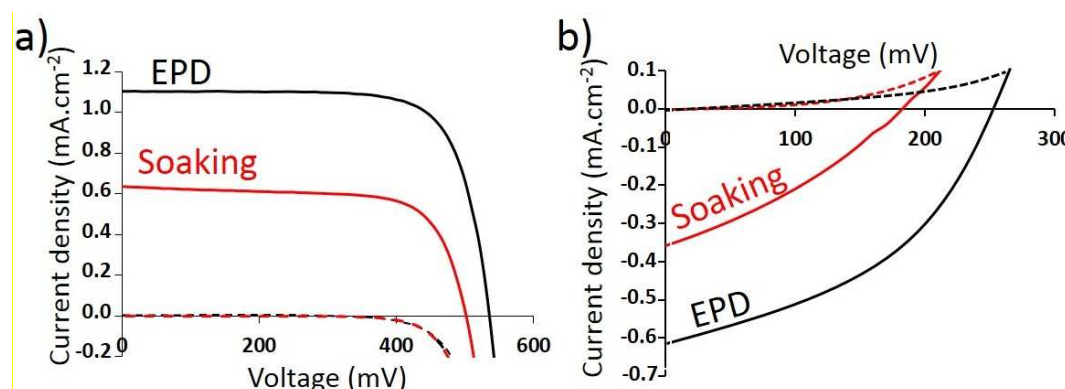 a)
Current density (mA.cm-2)
1.2
1.0
0.8
0.6
0.4
0.2
0.0
-0.2
EPD
Soaking
0
200
400
600
Voltage (mV)
b)
Voltage (mV)
Current density (mA.cm-2)
0.1
0.0
-0.1
-0.2
-0.3
-0.4
-0.5
-0.6
-0.7
0
100
200
300
Soaking
EPD